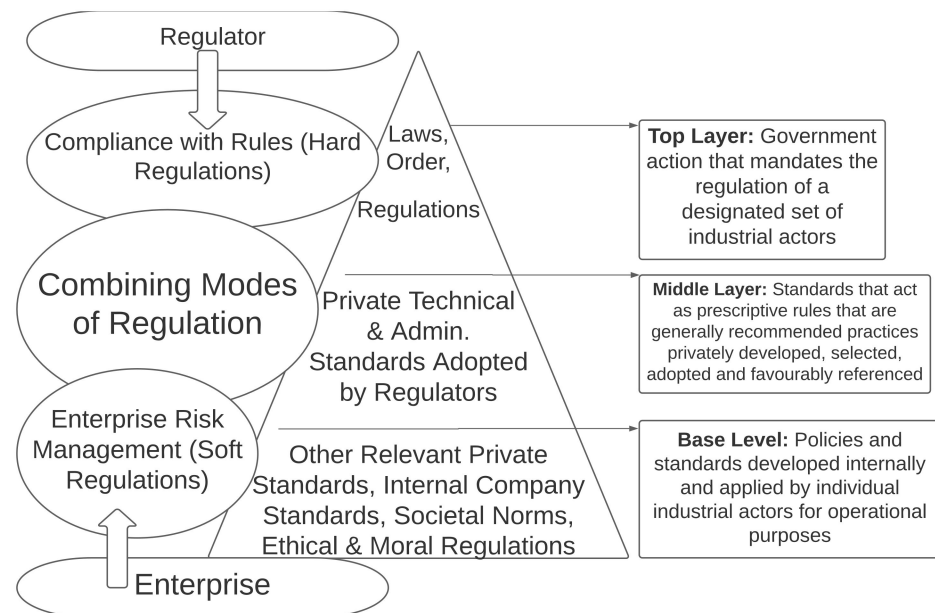 Regulator
Compliance with Rules (Hard
Regulations)
Combining Modes
of Regulation
Enterprise Risk
Management (Soft
Regulations)
Enterprise
Laws,
Order,
Regulations
Private Technical
& Admin.
Standards Adopted
by Regulators
Other Relevant Private
Standards, Internal Company
Standards, Societal Norms,
Ethical & Moral Regulations
Top Layer: Government
action that mandates the
regulation of a
designated set of
industrial actors
Middle Layer: Standards that act
as prescriptive rules that are
generally recommended practices
privately developed, selected,
adopted and favourably referenced
Base Level: Policies and
standards developed internally
and applied by individual
industrial actors for operational
purposes